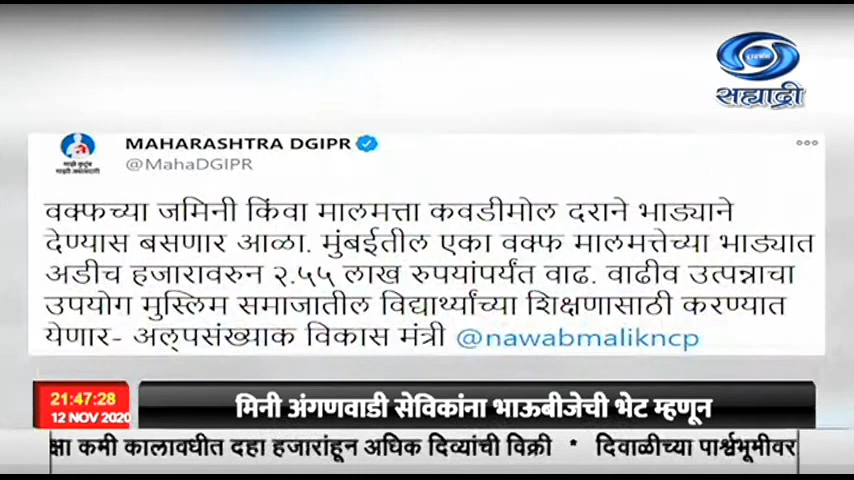 सह्याद्री
MAHARASHTRA DGIPR
@MahaDGIPR
माझे कुटुंब
माझी जबाबदारी
वक्फच्या जमिनी किंवा मालमत्ता कवडीमोल दराने भाड्याने
देण्यास बसणार आळा. मुंबईतील एका वक्फ मालमत्तेच्या भाड्यात
अडीच हजारावरुन २.५५ लाख रुपयांपर्यंत वाढ. वाढीव उत्पन्नाचा
उपयोग मुस्लिम समाजातील विद्यार्थ्यांच्या शिक्षणासाठी करण्यात
येणार- अल्पसंख्याक विकास मंत्री @nawabmalikncp
21:47:28
12 NOV 2020
मिनी अंगणवाडी सेविकांना भाऊबीजेची भेट म्हणून
क्षा कमी कालावधीत दहा हजारांहून अधिक दिव्यांची विक्री * दिवाळीच्या पार्श्वभूमीवर